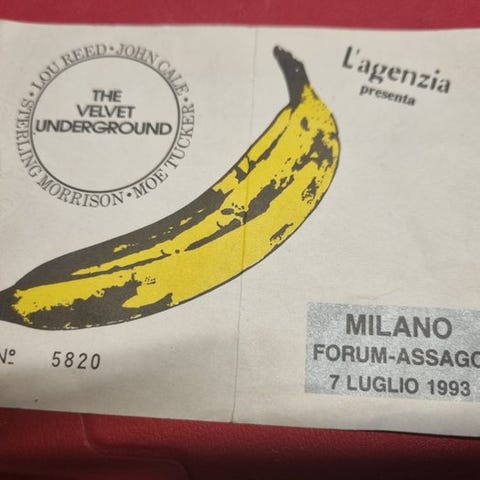 LOU REED • JOHN CALE •
STERLING MORRISON • MOE TUCKER •
THE
VELVET
UNDERGROUND
L'agenzia
presenta
Nº 5820
MILANO
FORUM-ASSAGO
7 LUGLIO 1993